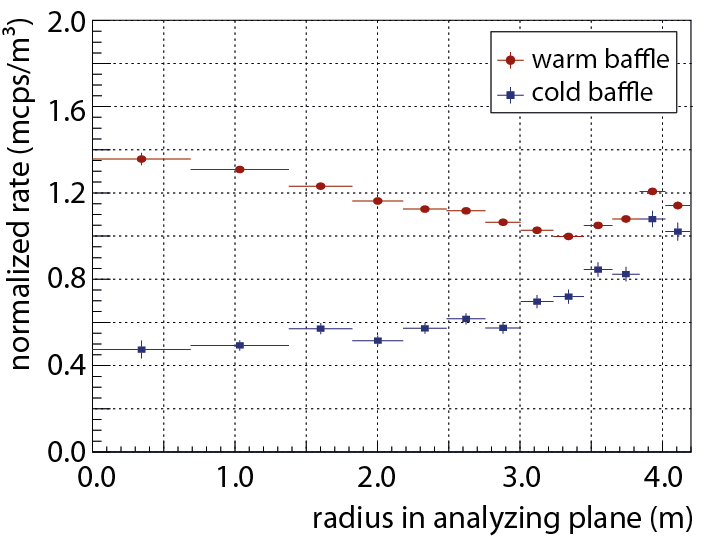 normalized rate (mcps/m³)
2.0
1.6
1.2
0.8
0.4
0.0
warm baffle
cold baffle
0.0 1.0 2.0 3.0 4.0
radius in analyzing plane (m)